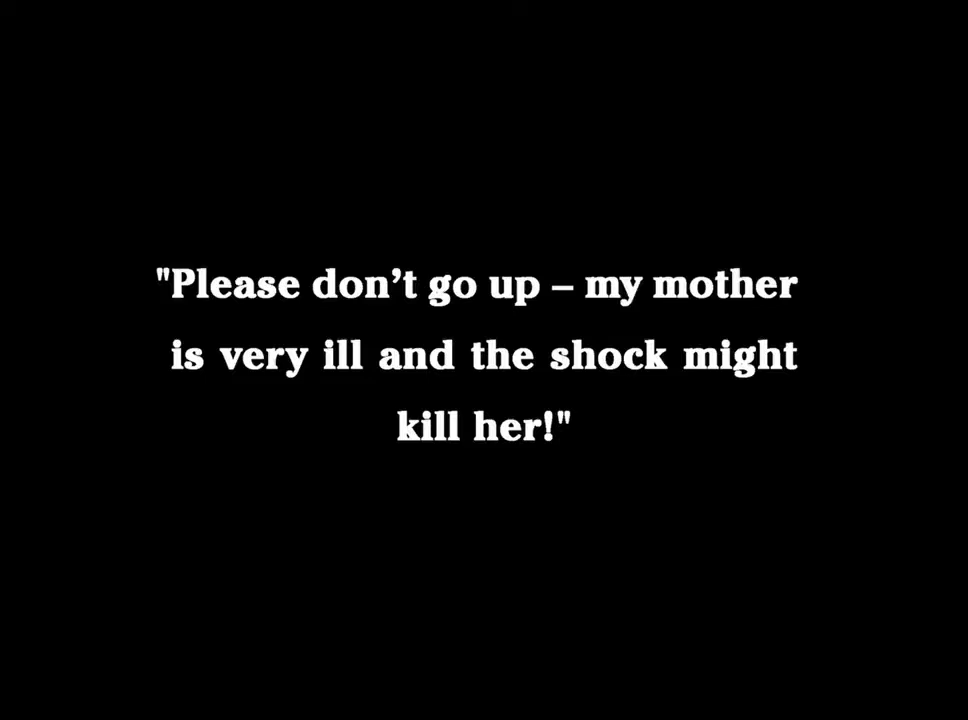 "Please don’t go up – my mother
is very ill and the shock might
kill her!"